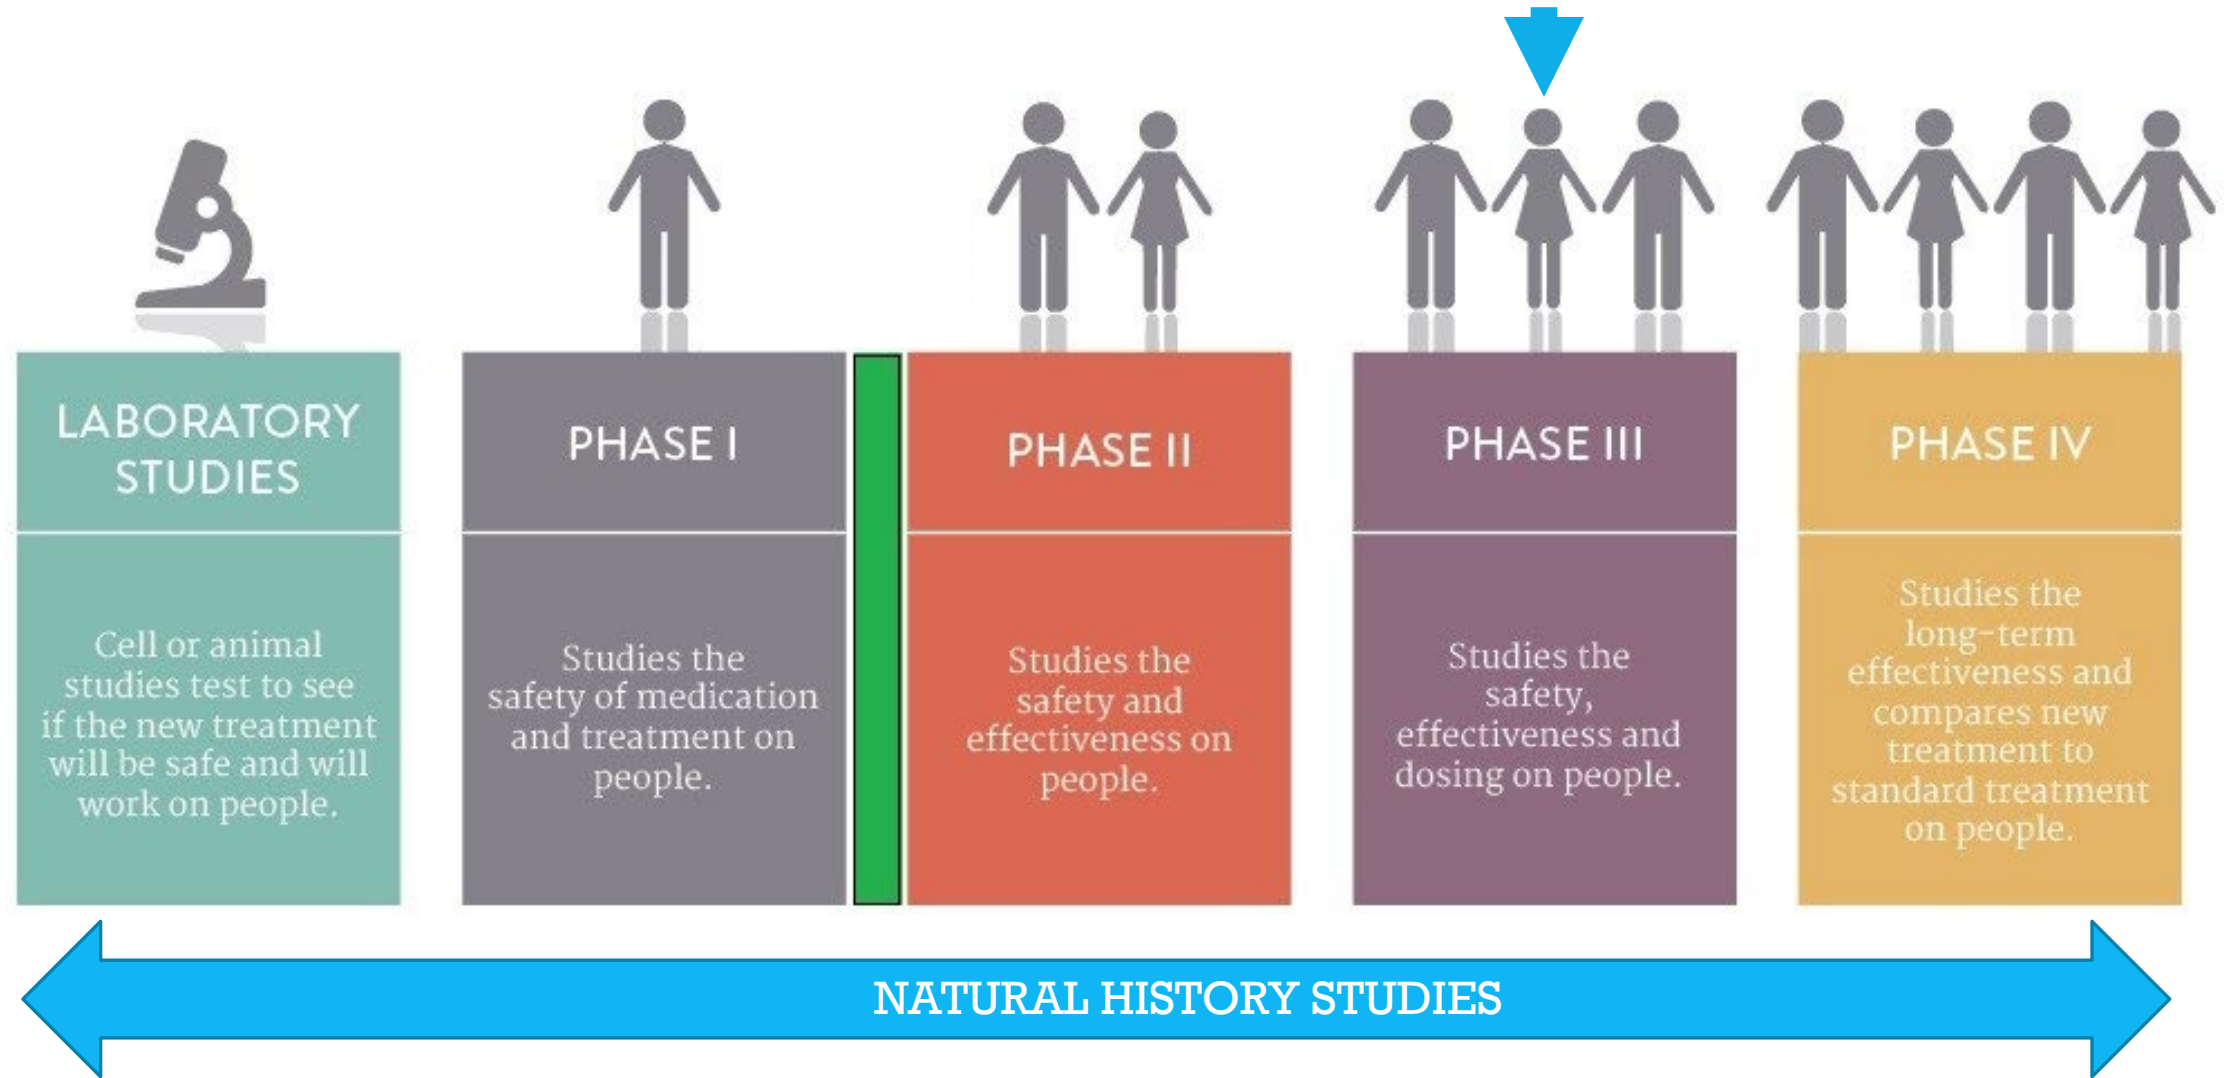 LABORATORY
STUDIES
Cell or animal
studies test to see
if the new treatment
will be safe and will
work on people.
PHASE I
Studies the
safety of medication
and treatment on
people.
PHASE II
Studies the
safety and
effectiveness on
people.
PHASE III
Studies the
safety,
effectiveness and
dosing on people.
PHASE IV
Studies the
long-term
effectiveness and
compares new
treatment to
standard treatment
on people.
NATURAL HISTORY STUDIES